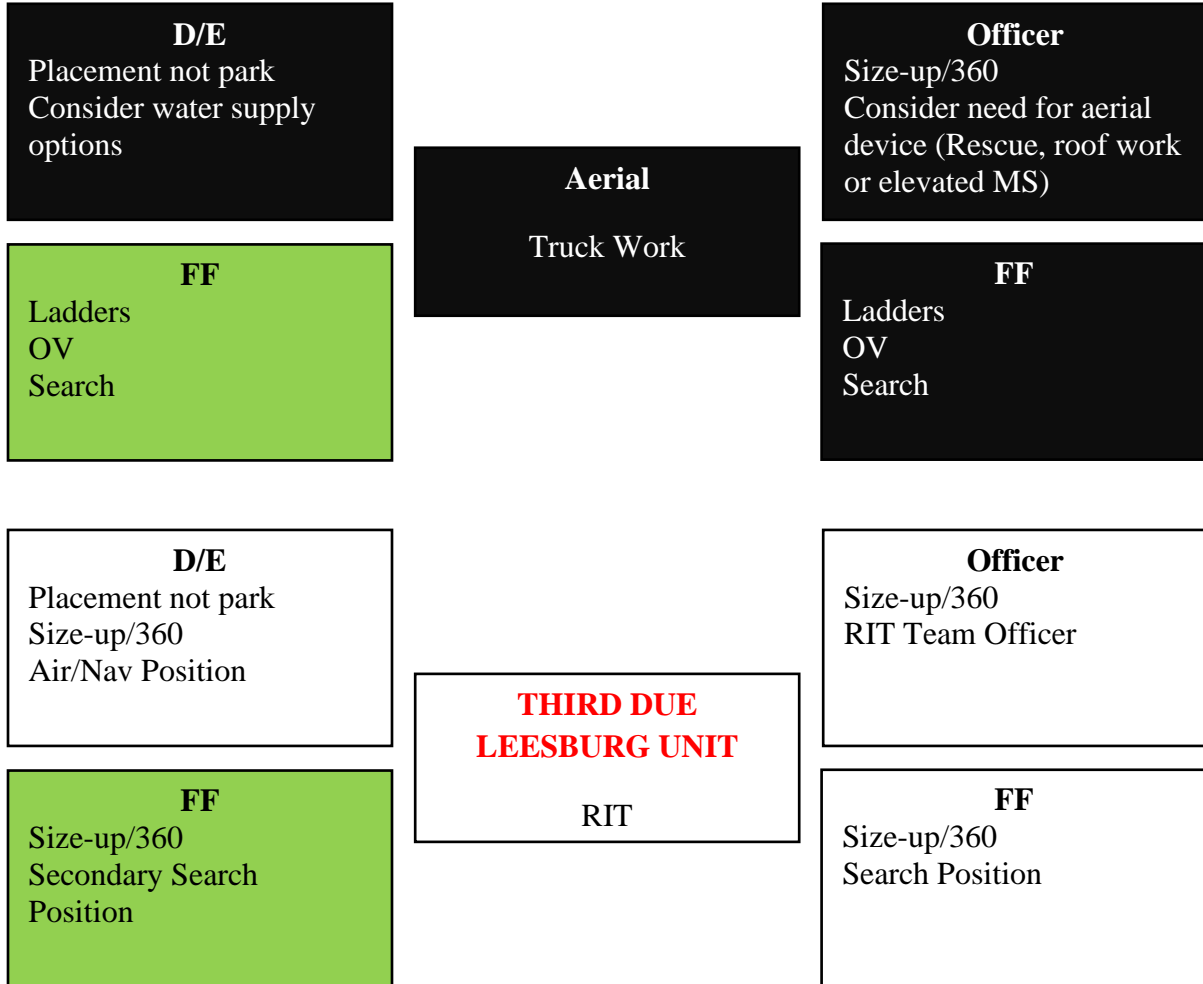 D/E
Placement not park
Consider water supply
options
Officer
Size-up/360
Consider need for aerial
device (Rescue, roof work
or elevated MS)
Aerial
Truck Work
FF
Ladders
OV
Search
FF
Ladders
OV
Search
D/E
Placement not park
Size-up/360
Air/Nav Position
Officer
Size-up/360
RIT Team Officer
THIRD DUE
LEESBURG UNIT
RIT
FF
Size-up/360
Secondary Search
Position
FF
Size-up/360
Search Position